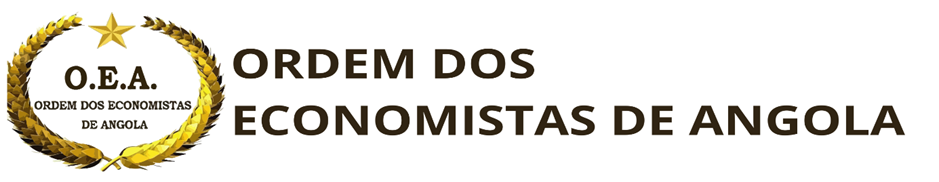 O.E.A.
ORDEM DOS ECONOMISTAS
DE ANGOLA
ORDEM DOS
ECONOMISTAS DE ANGOLA